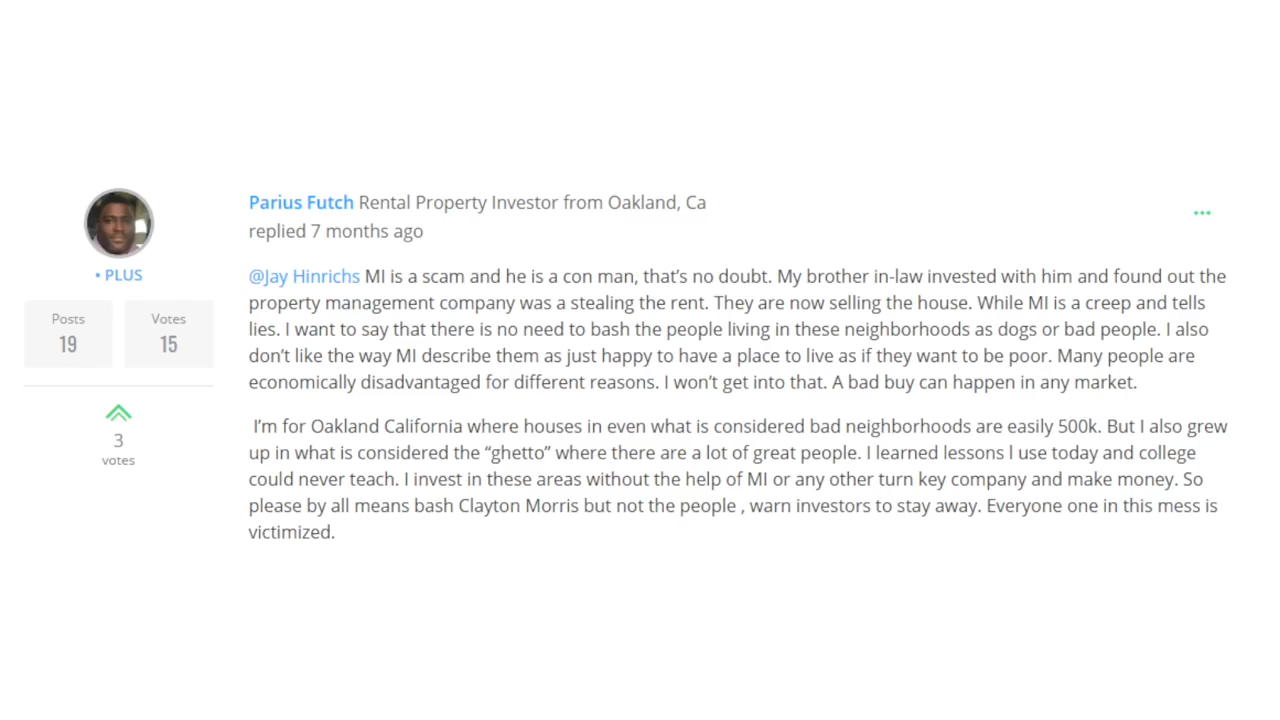 Parius Futch Rental Property Investor from Oakland, Ca
replied 7 months ago
• PLUS
Posts
19
Votes
15
3
votes
@Jay Hinrichs MI is a scam and he is a con man, that's no doubt. My brother in-law invested with him and found out the
property management company was a stealing the rent. They are now selling the house. While MI is a creep and tells
lies. I want to say that there is no need to bash the people living in these neighborhoods as dogs or bad people. I also
don't like the way MI describe them as just happy to have a place to live as if they want to be poor. Many people are
economically disadvantaged for different reasons. I won't get into that. A bad buy can happen in any market.
I'm for Oakland California where houses in even what is considered bad neighborhoods are easily 500k. But I also grew
up in what is considered the “ghetto” where there are a lot of great people. I learned lessons I use today and college
could never teach. I invest in these areas without the help of MI or any other turn key company and make money. So
please by all means bash Clayton Morris but not the people , warn investors to stay away. Everyone one in this mess is
victimized.